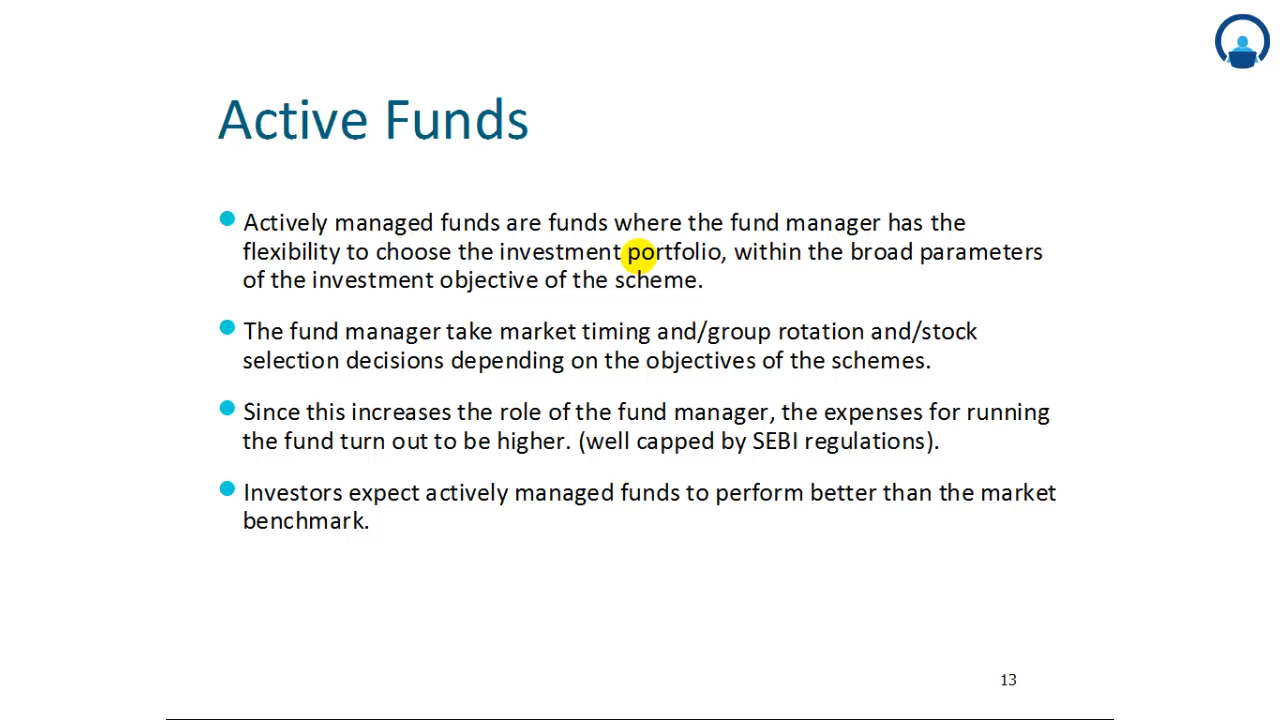 Active Funds
Actively managed funds are funds where the fund manager has the
flexibility to choose the investment portfolio, within the broad parameters
of the investment objective of the scheme.
The fund manager take market timing and/group rotation and/stock
selection decisions depending on the objectives of the schemes.
Since this increases the role of the fund manager, the expenses for running
the fund turn out to be higher. (well capped by SEBI regulations).
Investors expect actively managed funds to perform better than the market
benchmark.
13